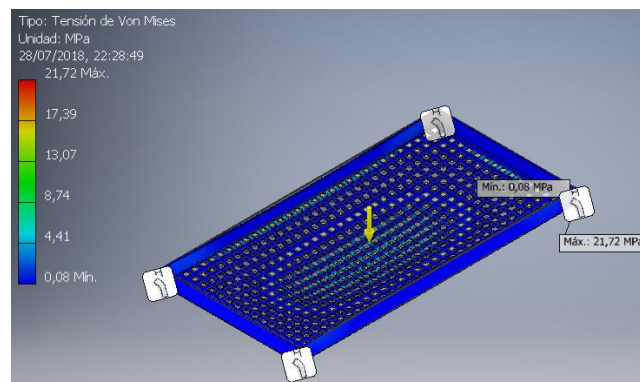 Tipo: Tensión de Von Mises
Unidad: MPa
28/07/2018, 22:28:49
21,72 Máx.
17,39
13,07
8,74
4,41
0,08 Mín.
Mín.: 0,08 MPa
Máx.: 21,72 MPa